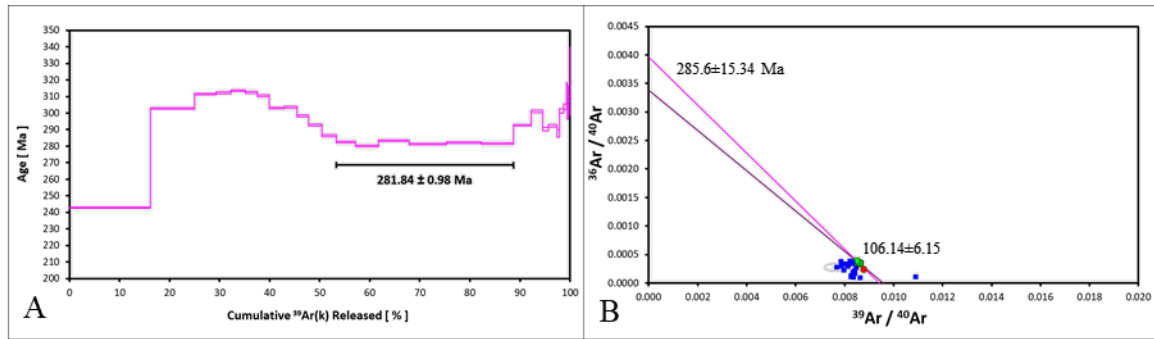 350
340
330
320
310
300
290
280
270
260
250
240
230
220
210
200
Age [ Ma ]
281.84 ± 0.98 Ma
A
0 10 20 30 40 50 60 70 80 90 100
Cumulative ³⁹Ar(k) Released [ % ]
0.0045
0.0040
0.0035
0.0030
0.0025
0.0020
0.0015
0.0010
0.0005
0.0000
³⁶Ar / ⁴⁰Ar
285.6±15.34 Ma
106.14±6.15
B
0.000 0.002 0.004 0.006 0.008 0.010 0.012 0.014 0.016 0.018 0.020
³⁹Ar / ⁴⁰Ar